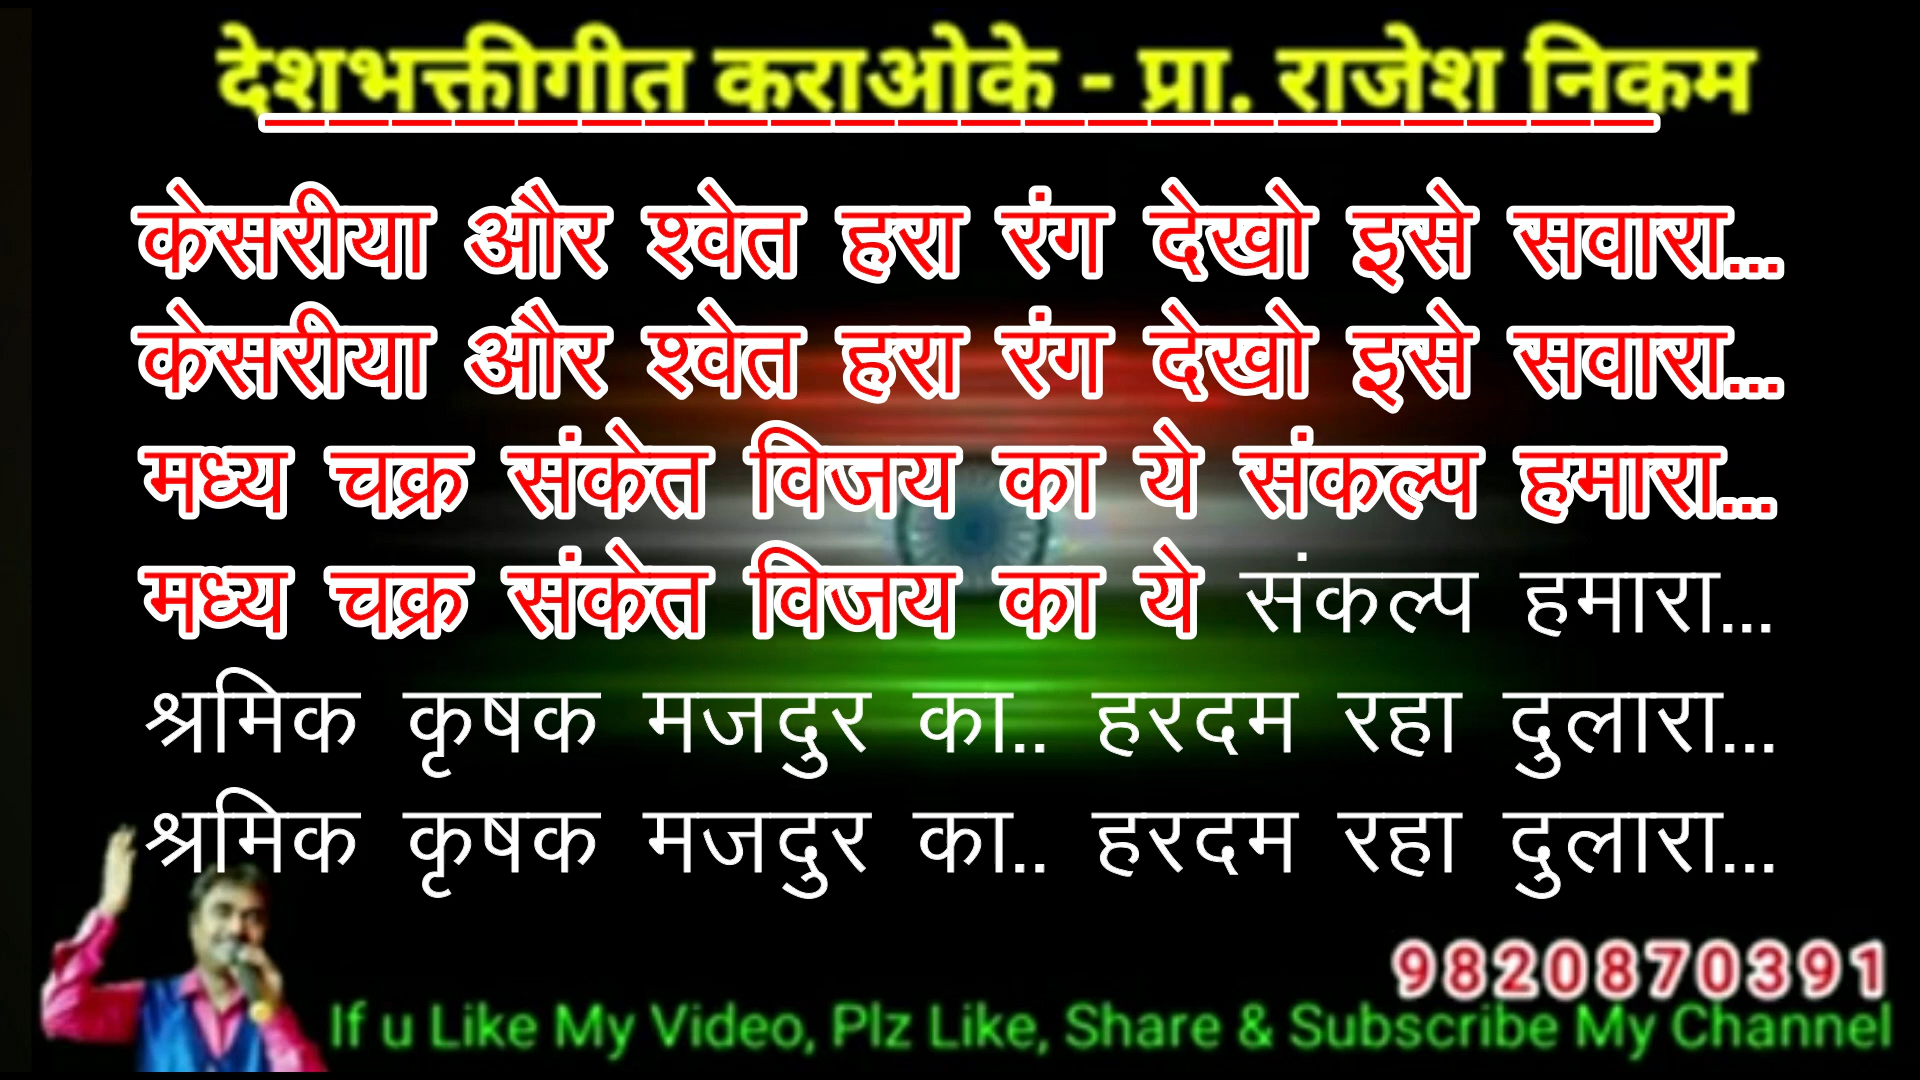 देशभक्तीगीत कराओके - प्रा. राजेश निकम
केसरीया और श्वेत हरा रंग देखो इसे सवारा...
केसरीया और श्वेत हरा रंग देखो इसे सवारा...
मध्य चक्र संकेत विजय का ये संकल्प हमारा...
मध्य चक्र संकेत विजय का ये संकल्प हमारा...
श्रमिक कृषक मजदुर का.. हरदम रहा दुलारा...
श्रमिक कृषक मजदुर का.. हरदम रहा दुलारा...
9820870391
If u Like My Video, Plz Like, Share & Subscribe My Channel